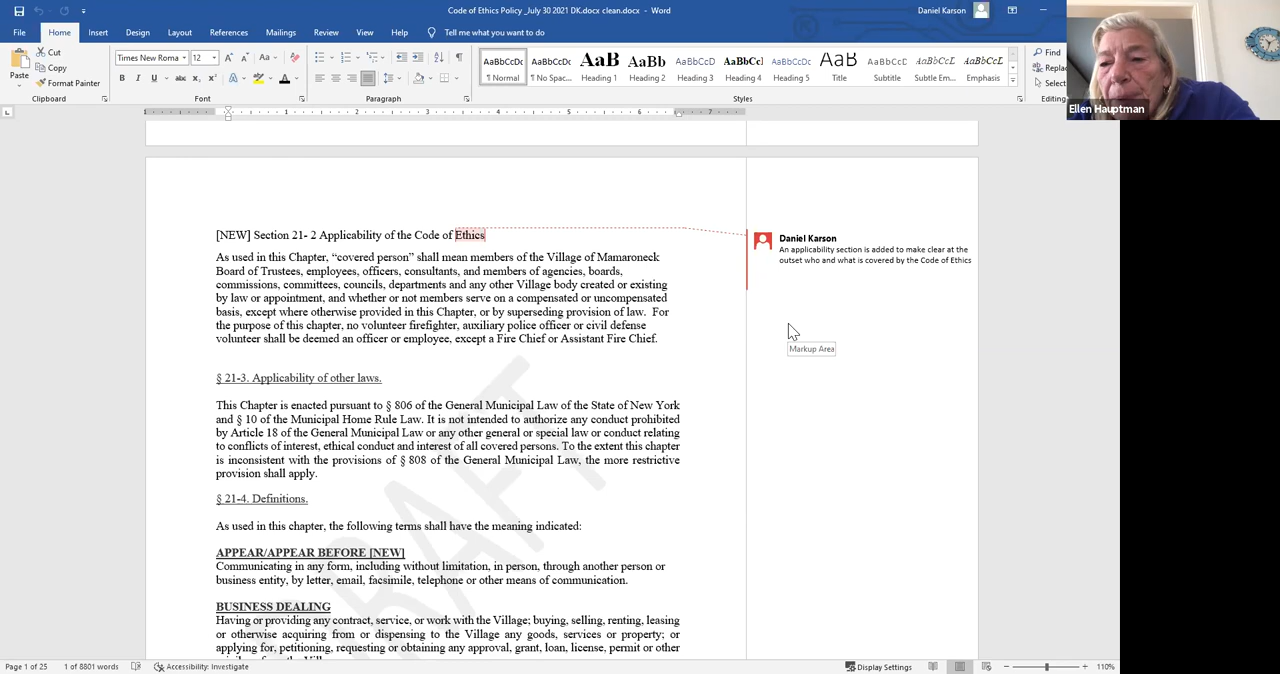 Code of Ethics Policy _July 30 2021 DK.docx clean.docx - Word
Daniel Karson
File Home Insert Design Layout References Mailings Review View Help Tell me what you want to do
Cut
Copy
Format Painter
Paste
Clipboard
Times New Roma 12
Font
Paragraph
AaBbCcDc AaBbCcDc AaBb AaBb AaBbCcD AaBbCc AaBbCcDc AaB AaBbCcD AaBbCcDc AaBbCcDc
¶ Normal ¶ No Spac... Heading 1 Heading 2 Heading 3 Heading 4 Heading 5 Title Subtitle Subtle Em... Emphasis
Styles
Find
Replac
Select
Editing
Ellen Hauptman
[NEW] Section 21- 2 Applicability of the Code of Ethics
As used in this Chapter, “covered person” shall mean members of the Village of Mamaroneck
Board of Trustees, employees, officers, consultants, and members of agencies, boards,
commissions, committees, councils, departments and any other Village body created or existing
by law or appointment, and whether or not members serve on a compensated or uncompensated
basis, except where otherwise provided in this Chapter, or by superseding provision of law. For
the purpose of this chapter, no volunteer firefighter, auxiliary police officer or civil defense
volunteer shall be deemed an officer or employee, except a Fire Chief or Assistant Fire Chief.
§ 21-3. Applicability of other laws.
This Chapter is enacted pursuant to § 806 of the General Municipal Law of the State of New York
and § 10 of the Municipal Home Rule Law. It is not intended to authorize any conduct prohibited
by Article 18 of the General Municipal Law or any other general or special law or conduct relating
to conflicts of interest, ethical conduct and interest of all covered persons. To the extent this chapter
is inconsistent with the provisions of § 808 of the General Municipal Law, the more restrictive
provision shall apply.
§ 21-4. Definitions.
As used in this chapter, the following terms shall have the meaning indicated:
APPEAR/APPEAR BEFORE [NEW]
Communicating in any form, including without limitation, in person, through another person or
business entity, by letter, email, facsimile, telephone or other means of communication.
BUSINESS DEALING
Having or providing any contract, service, or work with the Village; buying, selling, renting, leasing
or otherwise acquiring from or dispensing to the Village any goods, services or property; or
applying for, petitioning, requesting or obtaining any approval, grant, loan, license, permit or other
Daniel Karson
An applicability section is added to make clear at the
outset who and what is covered by the Code of Ethics
Markup Area
DRAFT
Page 1 of 25 1 of 8801 words Accessibility: Investigate
Display Settings
110%